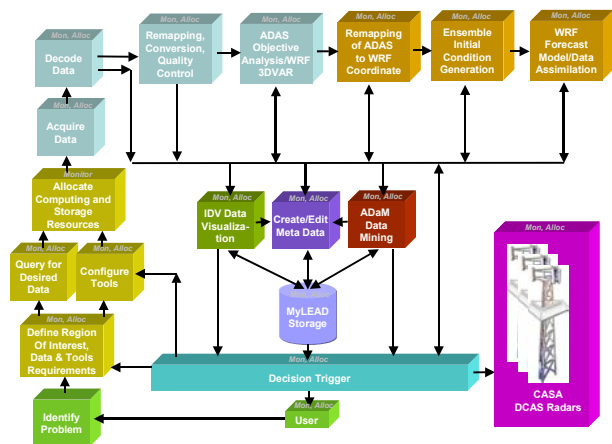 Mon, Alloc
Decode
Data
Mon, Alloc
Remapping,
Conversion,
Quality
Control
Mon, Alloc
ADAS
Objective
Analysis/WRF
3DVAR
Mon, Alloc
Remapping
of ADAS
to WRF
Coordinate
Mon, Alloc
Ensemble
Initial
Condition
Generation
Mon, Alloc
WRF
Forecast
Model/Data
Assimilation
Mon, Alloc
Acquire
Data
Monitor
Allocate
Computing and
Storage
Resources
Mon, Alloc
IDV Data
Visualiza-
tion
Mon, Alloc
Create/Edit
Meta Data
Mon, Alloc
ADaM
Data
Mining
Mon, Alloc
Mon, Alloc
Query for
Desired
Data
Mon, Alloc
Configure
Tools
MyLEAD
Storage
Mon, Alloc
Define Region
Of Interest,
Data & Tools
Requirements
Mon, Alloc
Decision Trigger
CASA
DCAS Radars
Identify
Problem
Mon, Alloc
User